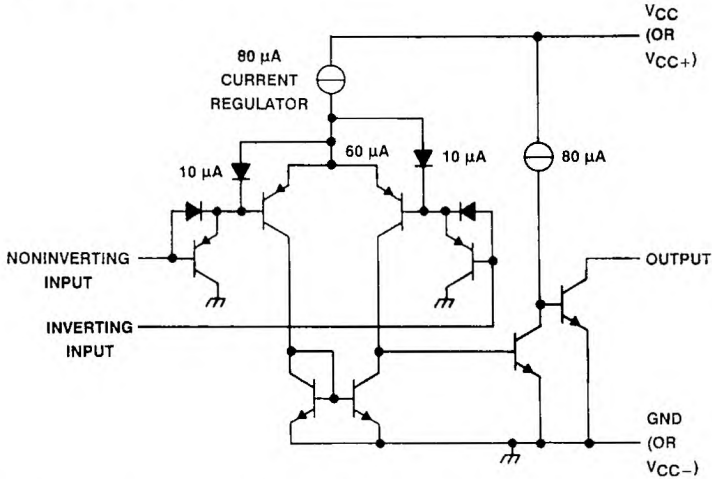 VCC
(OR
VCC+)
80 µA
CURRENT
REGULATOR
60 µA
10 µA
10 µA
80 µA
NONINVERTING
INPUT
OUTPUT
INVERTING
INPUT
GND
(OR
VCC−)